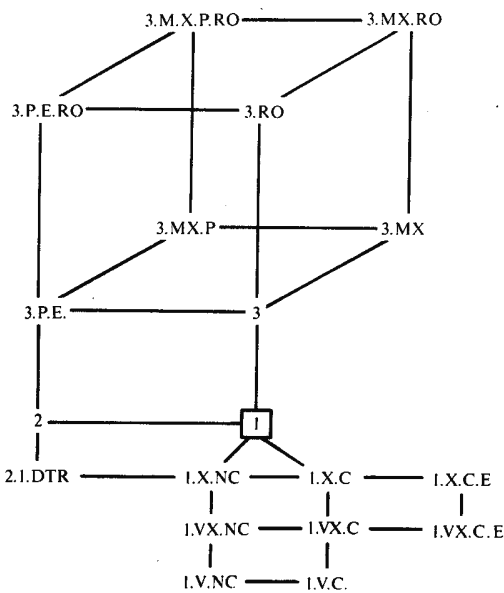 3.M.X.P.RO 3.MX.RO
3.P.E.RO 3.RO
3.MX.P 3.MX
3.P.E. 3
2 1
2.1.DTR 1.X.NC 1.X.C 1.X.C.E
1.VX.NC 1.VX.C 1.VX.C.E
1.V.NC 1.V.C.